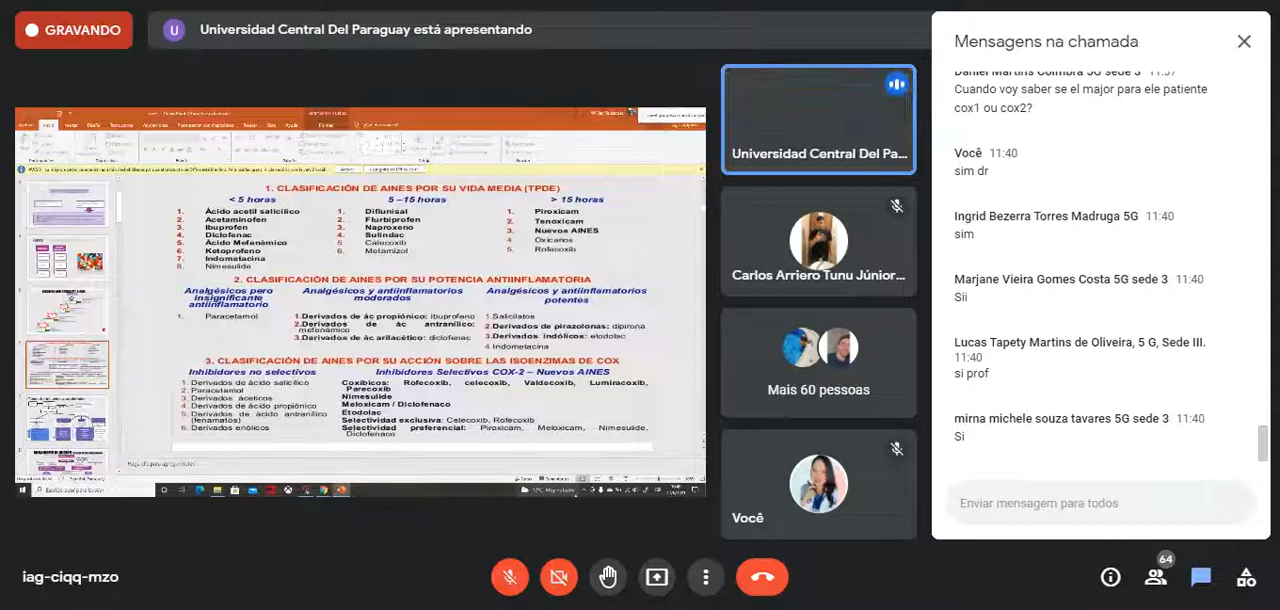 GRAVANDO
U
Universidad Central Del Paraguay está apresentando
1. CLASIFICACIÓN DE AINES POR SU VIDA MEDIA (TPDE)
< 5 horas
1. Ácido acetil salicílico
2. Acetaminofen
3. Ibuprofeno
4. Diclofenac
5. Ácido Mefenámico
6. Ketoprofeno
7. Indometacina
8. Nimesulide
5 –15 horas
1. Diflunisal
2. Flurbiprofen
3. Naproxeno
4. Sulindac
5. Celecoxib
6. Metamizol
> 15 horas
1. Piroxicam
2. Tenoxicam
3. Nuevos AINES
4. Oxicanos
5. Rofecoxib
2. CLASIFICACIÓN DE AINES POR SU POTENCIA ANTIINFLAMATORIA
Analgésicos pero
insignificante
antiinflamatorio
1. Paracetamol
Analgésicos y antiinflamatorios
moderados
1.Derivados de ác propiónico: ibuprofeno
2.Derivados de ác antranílico:
mefenámico
3.Derivados de ác arilacético: diclofenac
Analgésicos y antiinflamatorios
potentes
1.Salicilatos
2.Derivados de pirazolonas: dipirona
3.Derivados indólicos: etodolac
4.Indometacina
3. CLASIFICACIÓN DE AINES POR SU ACCIÓN SOBRE LAS ISOENZIMAS DE COX
Inhibidores no selectivos
1. Derivados de ácido salicílico
2. Paracetamol
3. Derivados acéticos
4. Derivados de ácido propiónico
5. Derivados de ácido antranílico
(fenamatos)
6. Derivados enólicos
Inhibidores Selectivos COX-2 – Nuevos AINES
Coxibicos: Rofecoxib, celecoxib, Valdecoxib, Lumiracoxib,
Parecoxib
Nimesulide
Meloxicam / Diclofenaco
Etodolac
Selectividad exclusiva: Celecoxib, Rofecoxib
Selectividad preferencial: Piroxicam, Meloxicam, Nimesulide,
Diclofenaco
Universidad Central Del Pa...
Carlos Arriero Tunu Júnior...
Mais 60 pessoas
Você
Mensagens na chamada
Daniel Martins Coimbra 5G sede 3 11:37
Cuando voy saber se el major para ele patiente
cox1 ou cox2?
Você 11:40
sim dr
Ingrid Bezerra Torres Madruga 5G 11:40
sim
Marjane Vieira Gomes Costa 5G sede 3 11:40
Sii
Lucas Tapety Martins de Oliveira, 5 G, Sede III.
11:40
si prof
mirna michele souza tavares 5G sede 3 11:40
Si
Enviar mensagem para todos
iag-ciqq-mzo
64